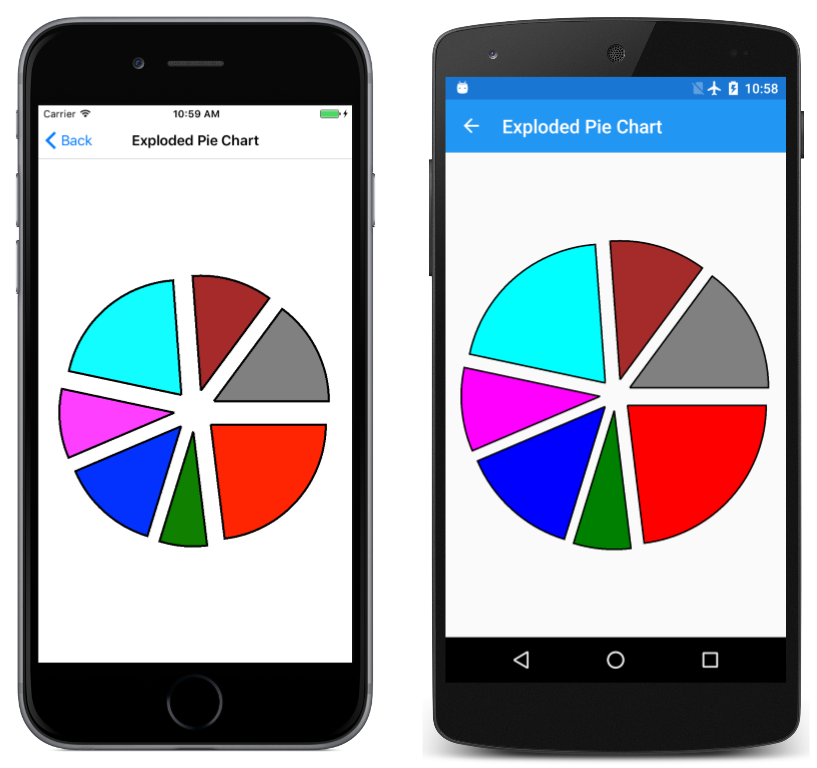 Carrier 10:59 AM
Back Exploded Pie Chart
10:58
Exploded Pie Chart